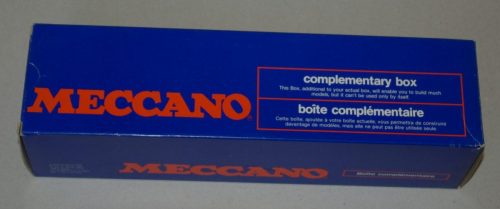 MECCANO
complementary box
This Box, additional to your actual box, will enable you to build much
models, but it can't be used only by itself.
boîte complémentaire
Cette boîte, ajoutée à votre boîte actuelle, vous permettra de construire
davantage de modèles, mais elle ne peut pas être utilisée seule.
MECCANO
Boîte complémentaire